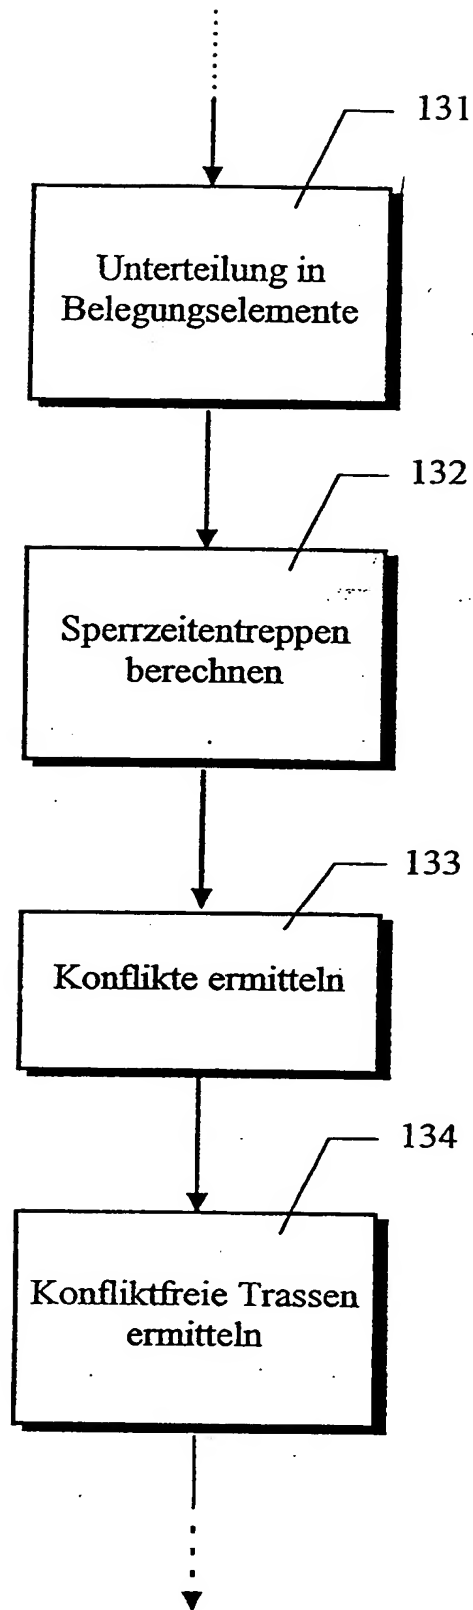 131
Unterteilung in
Belegungselemente
132
Sperrzeitentreppen
berechnen
133
Konflikte ermitteln
134
Konfliktfreie Trassen
ermitteln